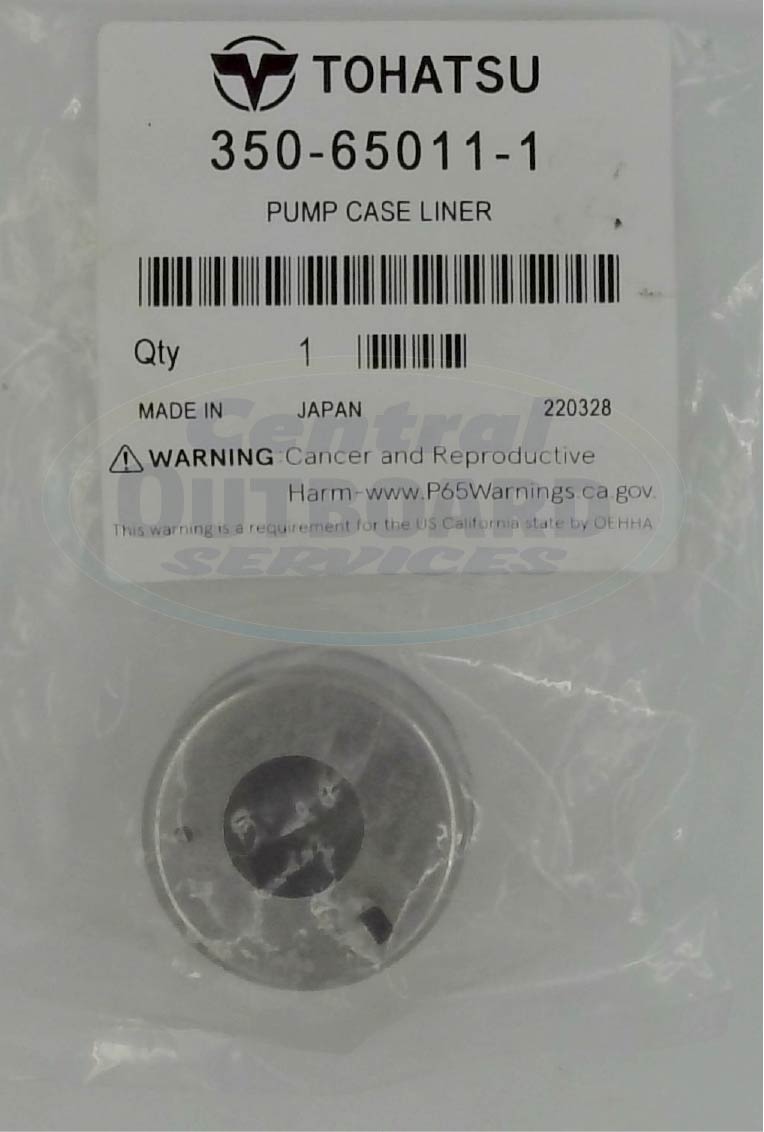 TOHATSU
350-65011-1
PUMP CASE LINER
Qty 1
MADE IN JAPAN 220328
WARNING Cancer and Reproductive
Harm-www.P65Warnings.ca.gov.
This warning is a requirement for the US California state by OEHHA
Central
OUTBOARD
SERVICES